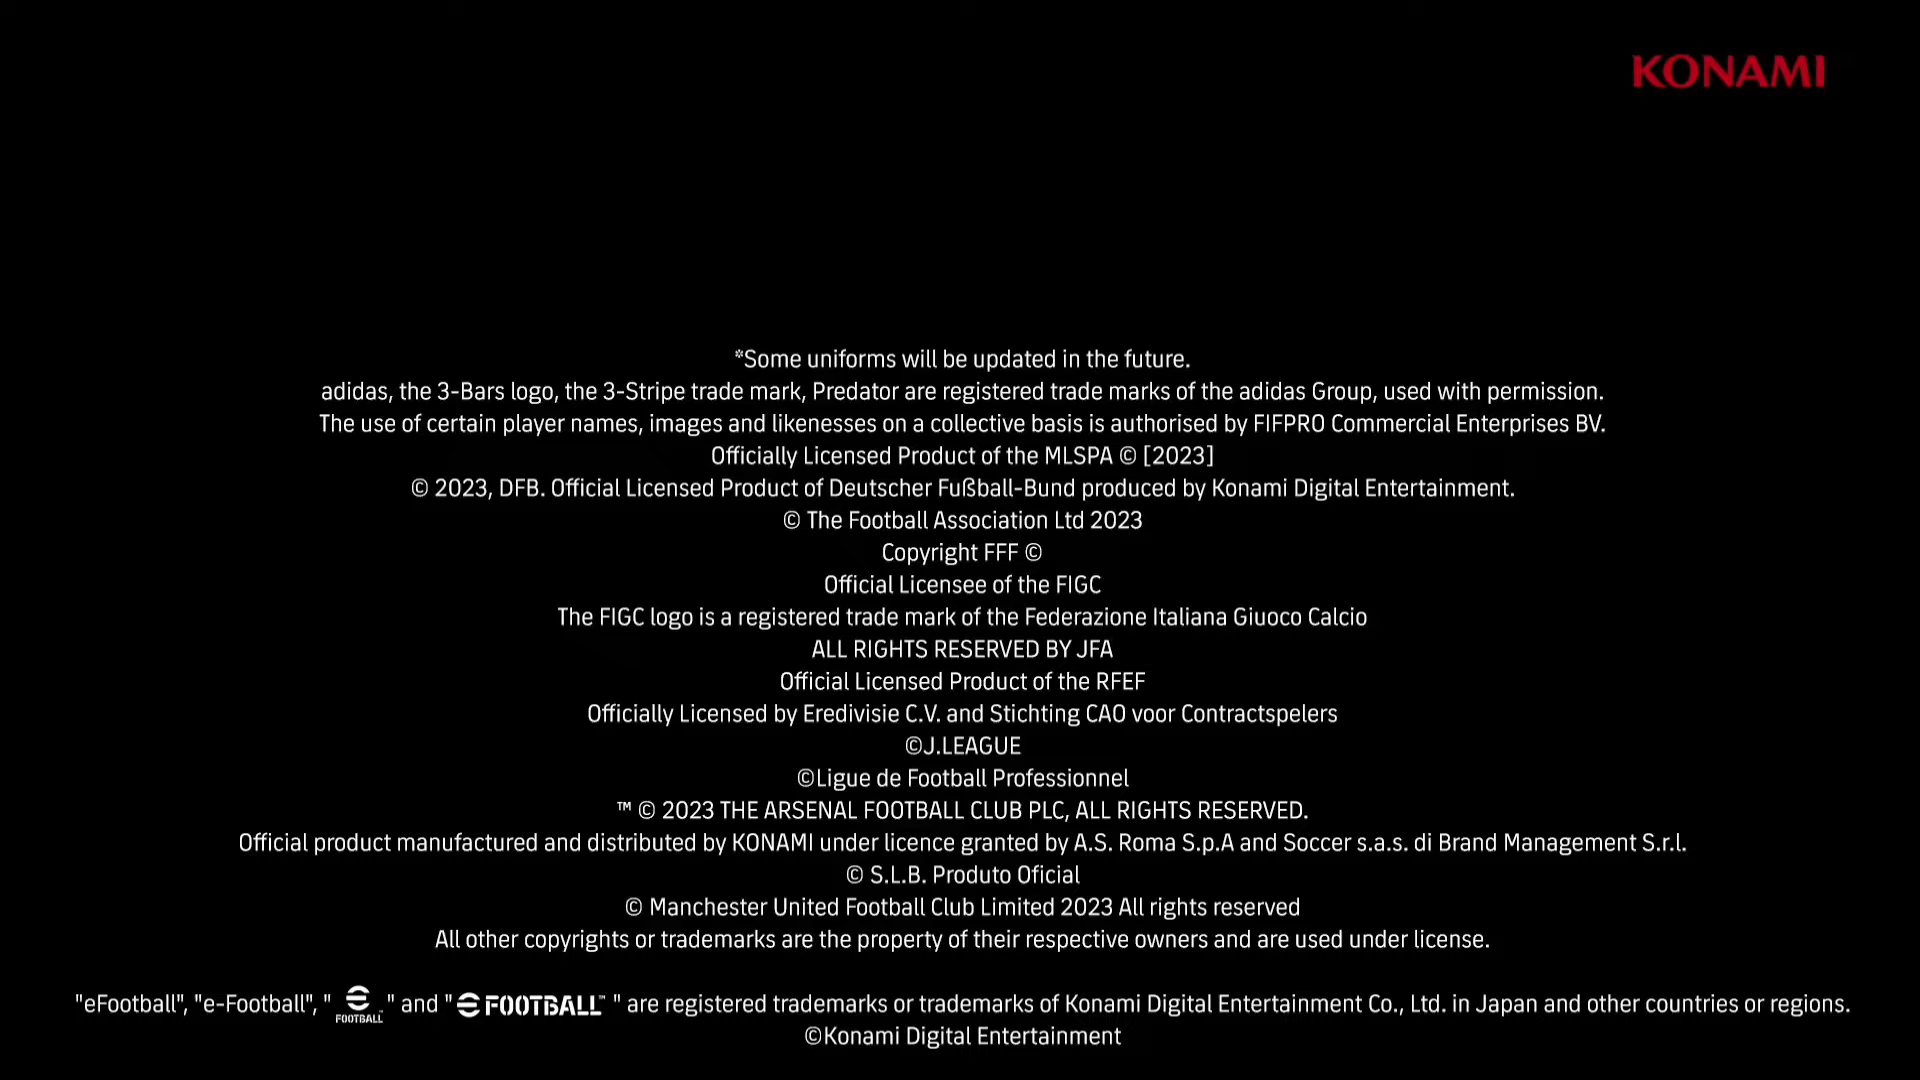 KONAMI
*Some uniforms will be updated in the future.
adidas, the 3-Bars logo, the 3-Stripe trade mark, Predator are registered trade marks of the adidas Group, used with permission.
The use of certain player names, images and likenesses on a collective basis is authorised by FIFPRO Commercial Enterprises BV.
Officially Licensed Product of the MLSPA © [2023]
© 2023, DFB. Official Licensed Product of Deutscher Fußball-Bund produced by Konami Digital Entertainment.
© The Football Association Ltd 2023
Copyright FFF ©
Official Licensee of the FIGC
The FIGC logo is a registered trade mark of the Federazione Italiana Giuoco Calcio
ALL RIGHTS RESERVED BY JFA
Official Licensed Product of the RFEF
Officially Licensed by Eredivisie C.V. and Stichting CAO voor Contractspelers
©J.LEAGUE
©Ligue de Football Professionnel
™ © 2023 THE ARSENAL FOOTBALL CLUB PLC, ALL RIGHTS RESERVED.
Official product manufactured and distributed by KONAMI under licence granted by A.S. Roma S.p.A and Soccer s.a.s. di Brand Management S.r.l.
© S.L.B. Produto Oficial
© Manchester United Football Club Limited 2023 All rights reserved
All other copyrights or trademarks are the property of their respective owners and are used under license.
"eFootball", "e-Football", " e FOOTBALL™ " and " e FOOTBALL™ " are registered trademarks or trademarks of Konami Digital Entertainment Co., Ltd. in Japan and other countries or regions.
©Konami Digital Entertainment